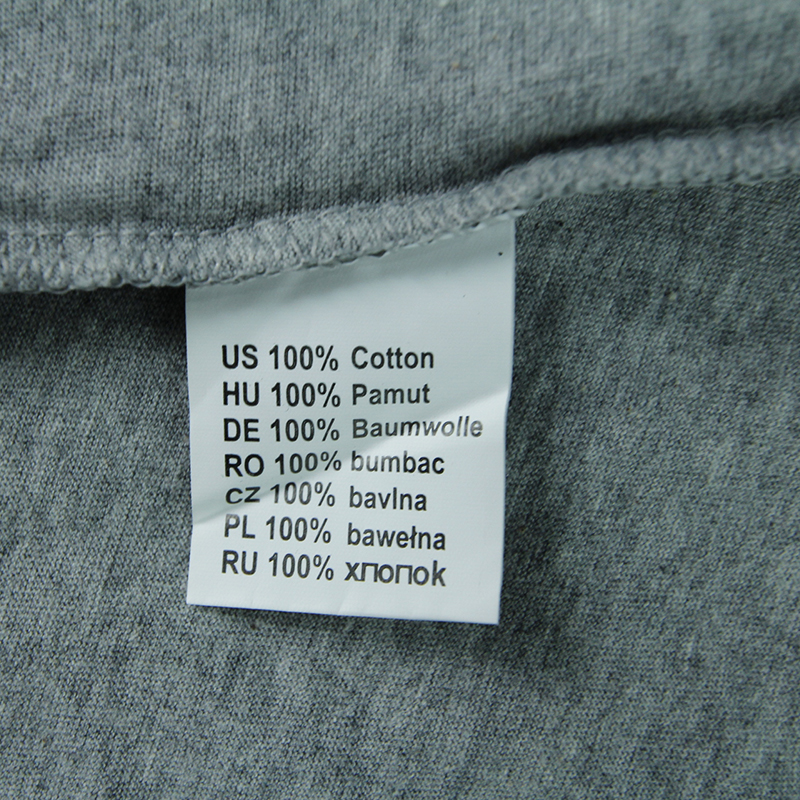 US 100% Cotton
HU 100% Pamut
DE 100% Baumwolle
RO 100% bumbac
CZ 100% bavlna
PL 100% bawełna
RU 100% хпопоk